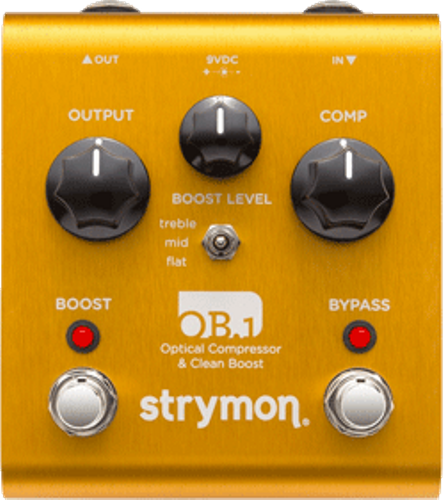 ▲OUT 9VDC IN▼
+ -
OUTPUT COMP
BOOST LEVEL
treble
mid
flat
BOOST BYPASS
OB.1
Optical Compressor
& Clean Boost
strymon.